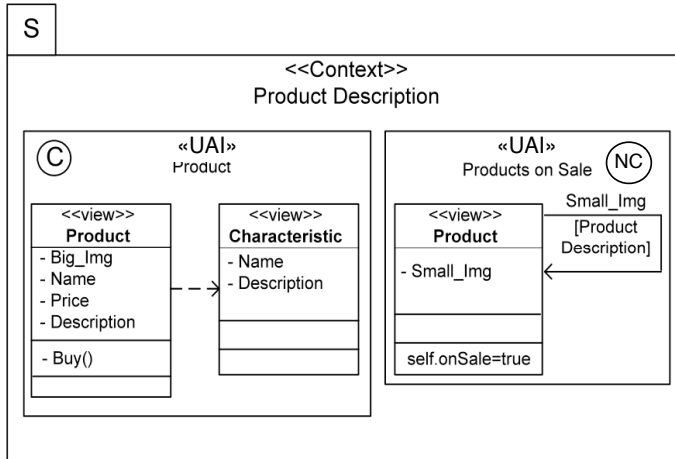 S
<<Context>>
Product Description
C
«UAI»
Product
<<view>>
Product
- Big_Img
- Name
- Price
- Description
- Buy()
<<view>>
Characteristic
- Name
- Description
«UAI»
Products on Sale
NC
<<view>>
Product
- Small_Img
self.onSale=true
Small_Img
[Product
Description]